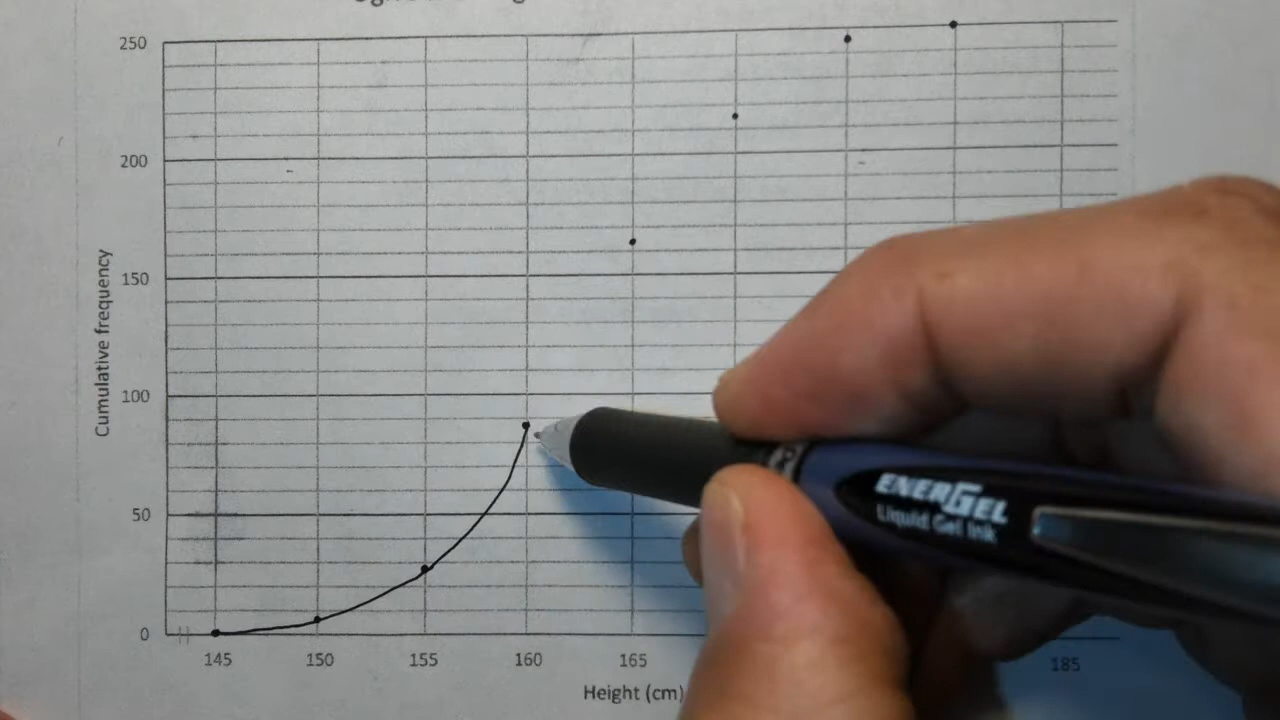 250
200
150
100
50
0
Cumulative frequency
145 150 155 160 165 185
Height (cm)
ENERGEL
Liquid Gel Ink